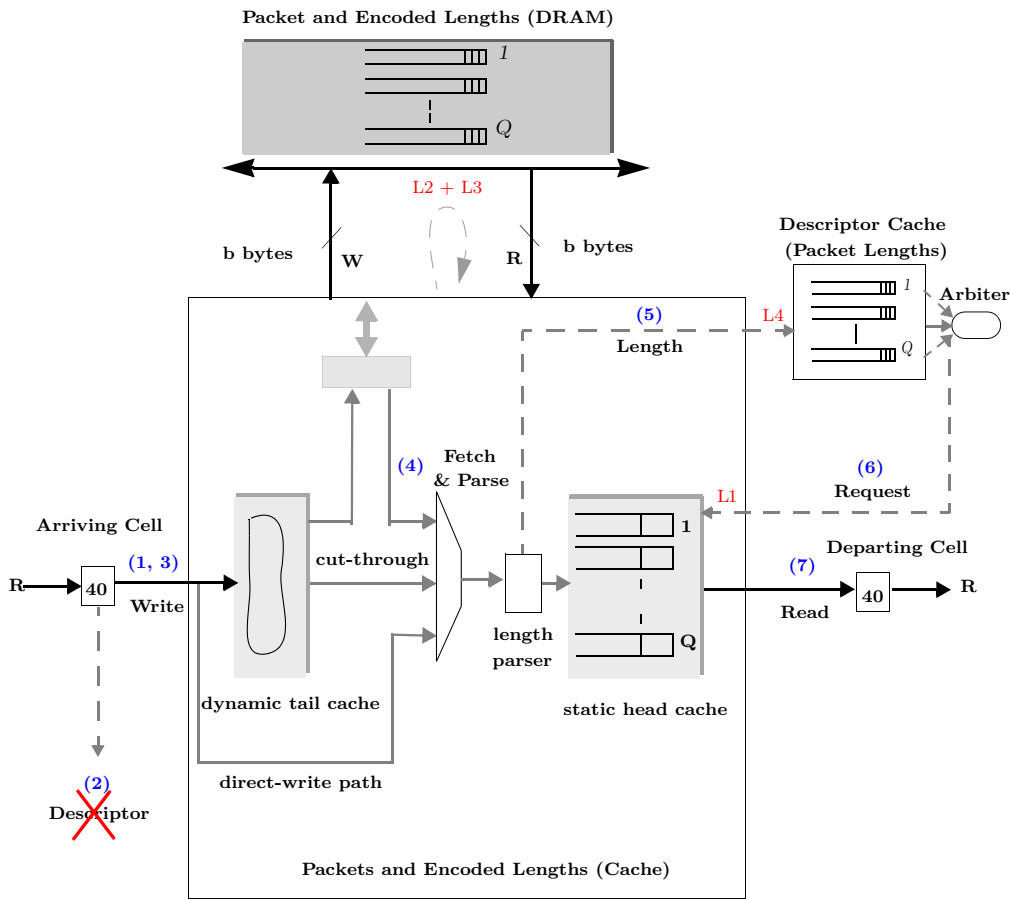 Packet and Encoded Lengths (DRAM)
1
Q
L2 + L3
b bytes
W
R
b bytes
Descriptor Cache
(Packet Lengths)
1
Q
Arbiter
(5)
L4
Length
(4)
Fetch
& Parse
(6)
Request
L1
Arriving Cell
(1, 3)
R
40
Write
cut-through
1
Q
length
parser
(7)
Departing Cell
40
R
Read
dynamic tail cache
static head cache
direct-write path
(2)
Descriptor
Packets and Encoded Lengths (Cache)